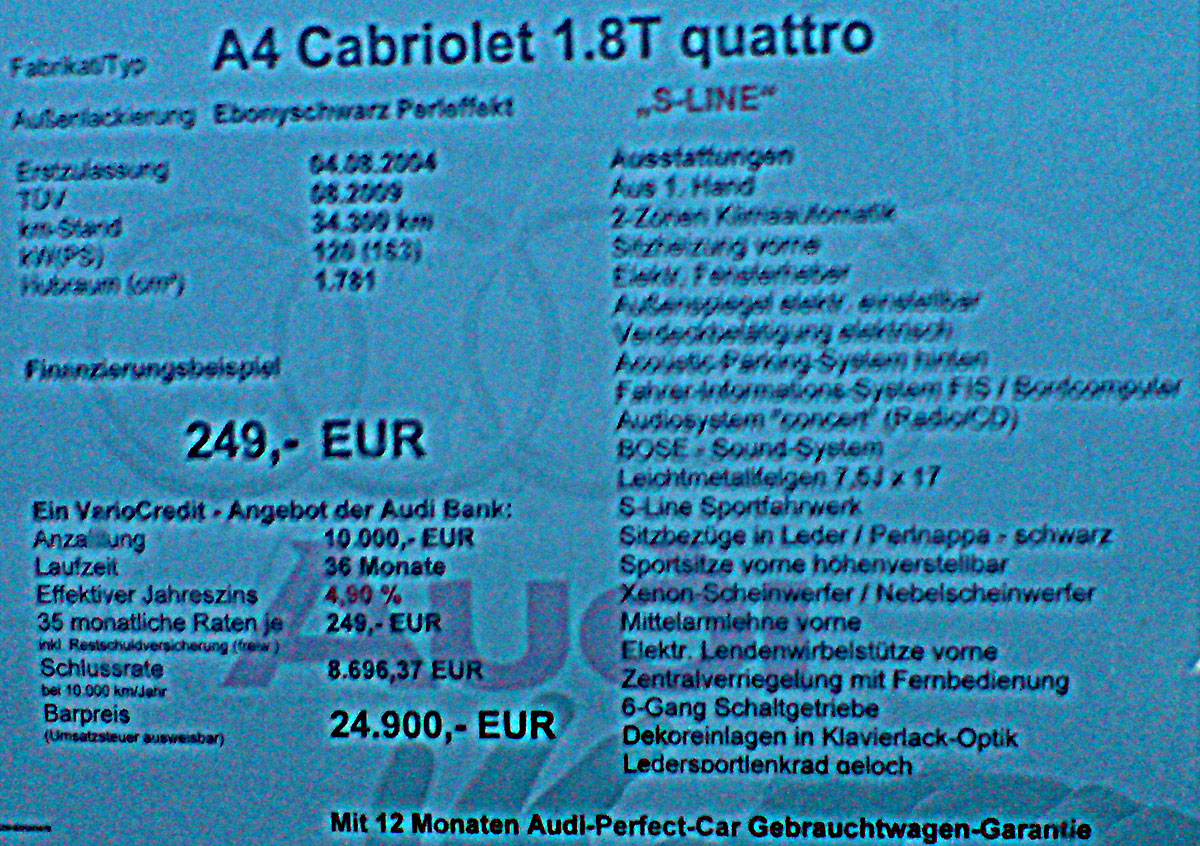 Fabrikat/Typ A4 Cabriolet 1.8T quattro
Außenlackierung Ebonyschwarz Perleffekt „S-LINE“
Erstzulassung 04.08.2004
TÜV 08.2009
km-Stand 34.300 km
kW(PS) 120 (163)
Hubraum (cm³) 1.781
Finanzierungsbeispiel
249,- EUR
Ein VarioCredit - Angebot der Audi Bank:
Anzahlung 10.000,- EUR
Laufzeit 36 Monate
Effektiver Jahreszins 4,90 %
35 monatliche Raten je 249,- EUR
inkl. Restschuldversicherung (freiw.)
Schlussrate 8.696,37 EUR
bei 10.000 km/Jahr
Barpreis 24.900,- EUR
(Umsatzsteuer ausweisbar)
Ausstattungen
Aus 1. Hand
2-Zonen Klimaautomatik
Sitzheizung vorne
Elektr. Fensterheber
Außenspiegel elektr. einstellbar
Verdeckbetätigung elektrisch
Acoustic-Parking-System hinten
Fahrer-Informations-System FIS / Bordcomputer
Audiosystem "concert" (Radio/CD)
BOSE - Sound-System
Leichtmetallfelgen 7,5J x 17
S-Line Sportfahrwerk
Sitzbezüge in Leder / Perlnappa - schwarz
Sportsitze vorne höhenverstellbar
Xenon-Scheinwerfer / Nebelscheinwerfer
Mittelarmlehne vorne
Elektr. Lendenwirbelstütze vorne
Zentralverriegelung mit Fernbedienung
6-Gang Schaltgetriebe
Dekoreinlagen in Klavierlack-Optik
Ledersportlenkrad geloch
Audi
Mit 12 Monaten Audi-Perfect-Car Gebrauchtwagen-Garantie